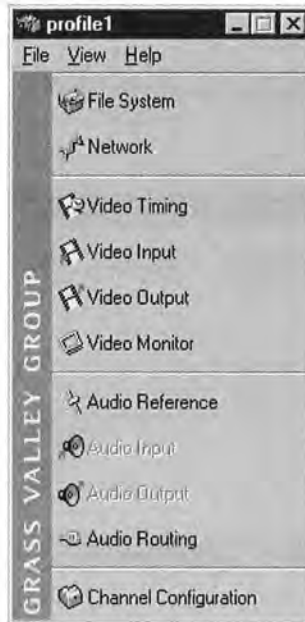 profile1
File View Help
File System
Network
Video Timing
Video Input
Video Output
Video Monitor
Audio Reference
Audio Input
Audio Output
Audio Routing
Channel Configuration
GRASS VALLEY GROUP